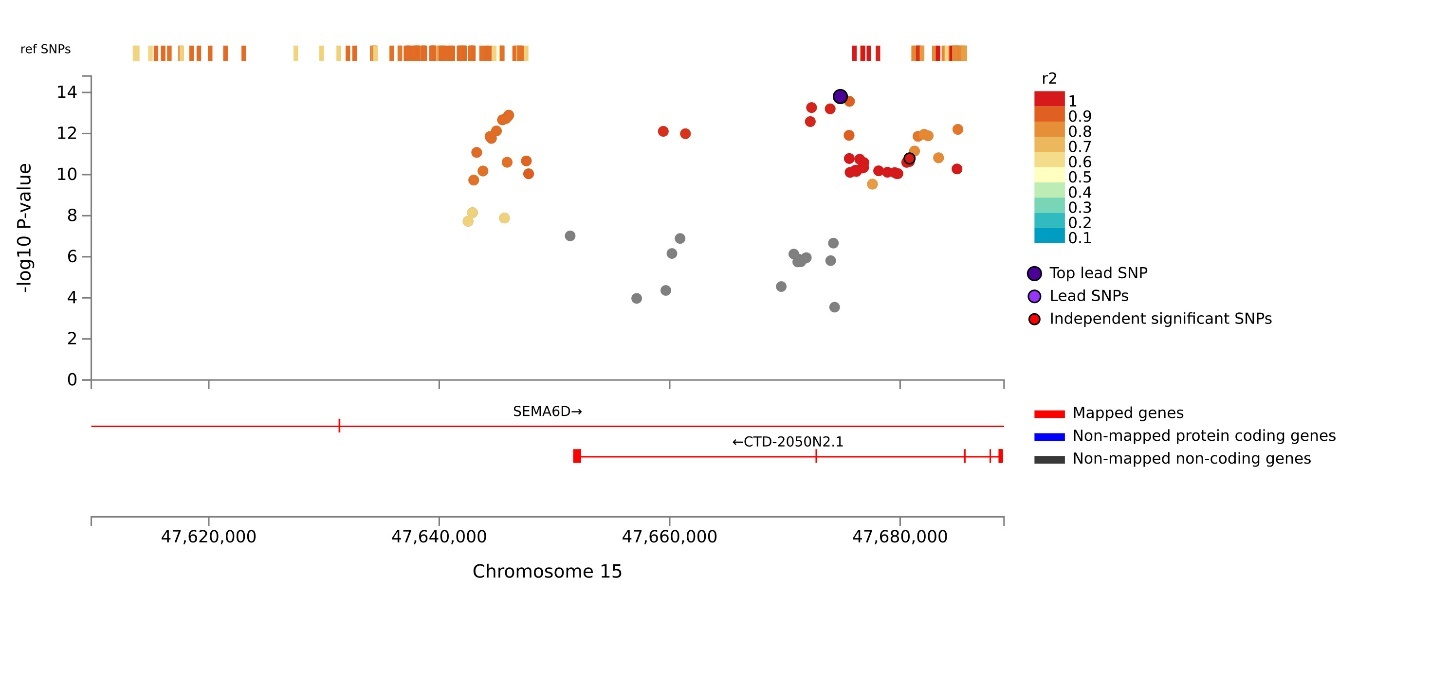 ref SNPs
14
12
10
8
6
4
2
0
-log10 P-value
r2
1
0.9
0.8
0.7
0.6
0.5
0.4
0.3
0.2
0.1
Top lead SNP
Lead SNPs
Independent significant SNPs
SEMA6D→
←CTD-2050N2.1
Mapped genes
Non-mapped protein coding genes
Non-mapped non-coding genes
47,620,000 47,640,000 47,660,000 47,680,000
Chromosome 15